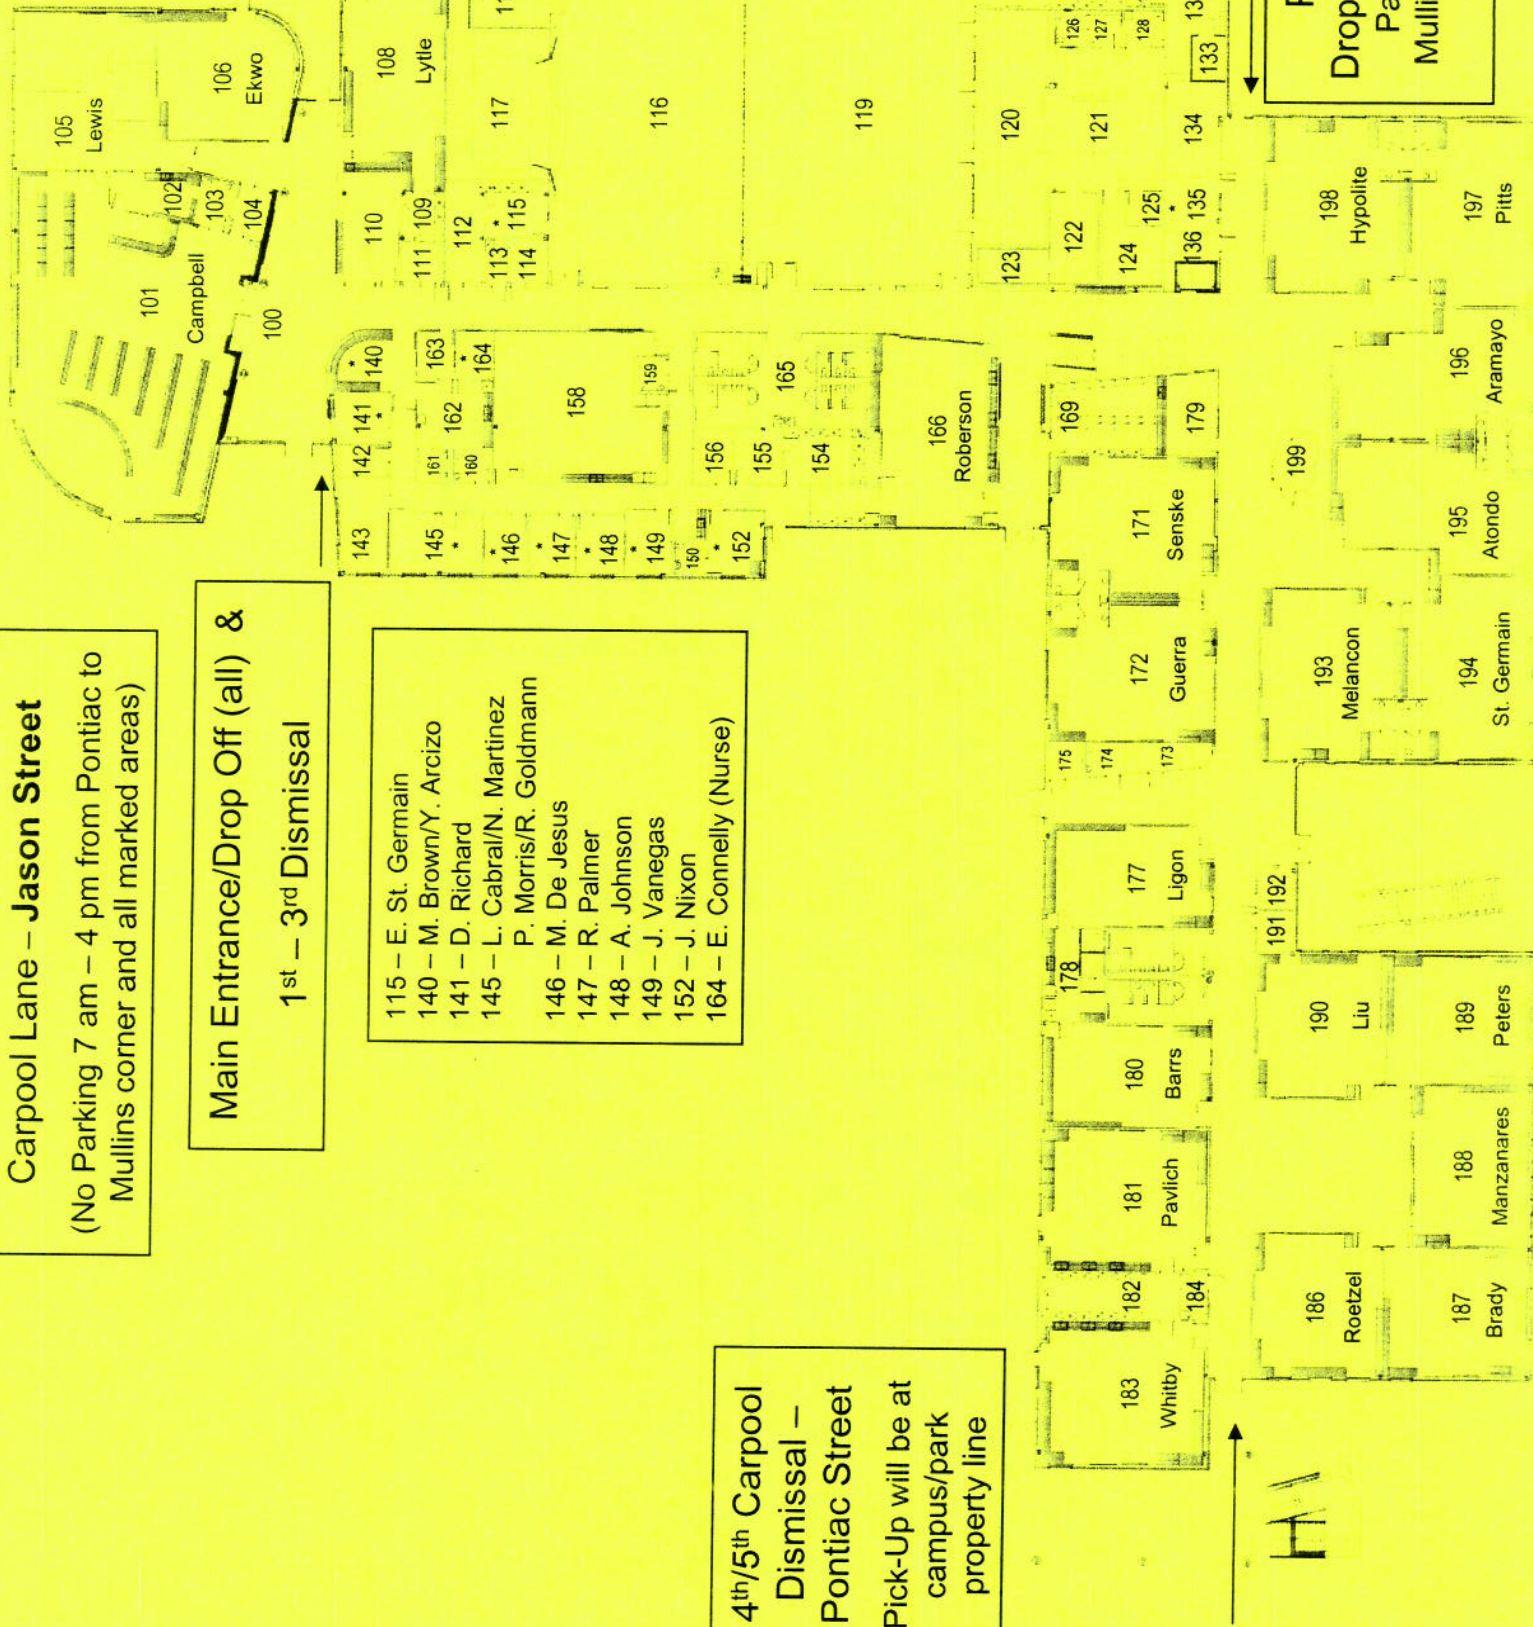 Carpool Lane – Jason Street
(No Parking 7 am – 4 pm from Pontiac to
Mullins corner and all marked areas)
Main Entrance/Drop Off (all) &
1st – 3rd Dismissal
115 – E. St. Germain
140 – M. Brown/Y. Arcizo
141 – D. Richard
145 – L. Cabral/N. Martinez
P. Morris/R. Goldmann
146 – M. De Jesus
147 – R. Palmer
148 – A. Johnson
149 – J. Vanegas
152 – J. Nixon
164 – E. Connelly (Nurse)
4th/5th Carpool
Dismissal –
Pontiac Street
Pick-Up will be at
campus/park
property line
Drop
Pa
Mulli
105
Lewis
106
Ekwo
101
Campbell
102
103
104
100
108
Lytle
110
109
111
112
113
114
* 115
117
116
119
120
121
122
123
124
125
126
127
128
133
134
* 135
136
* 140
141 *
142
143
145 *
* 146
* 147
* 148
* 149
150
* 152
163
* 164
162
161
160
158
159
156
155
154
165
166
Roberson
169
179
171
Senske
172
Guerra
175
174
173
177
Ligon
178
180
Barrs
181
Pavlich
182
184
183
Whitby
198
Hypolite
197
Pitts
196
Aramayo
199
195
Atondo
193
Melancon
194
St. Germain
191 192
190
Liu
189
Peters
188
Manzanares
186
Roetzel
187
Brady